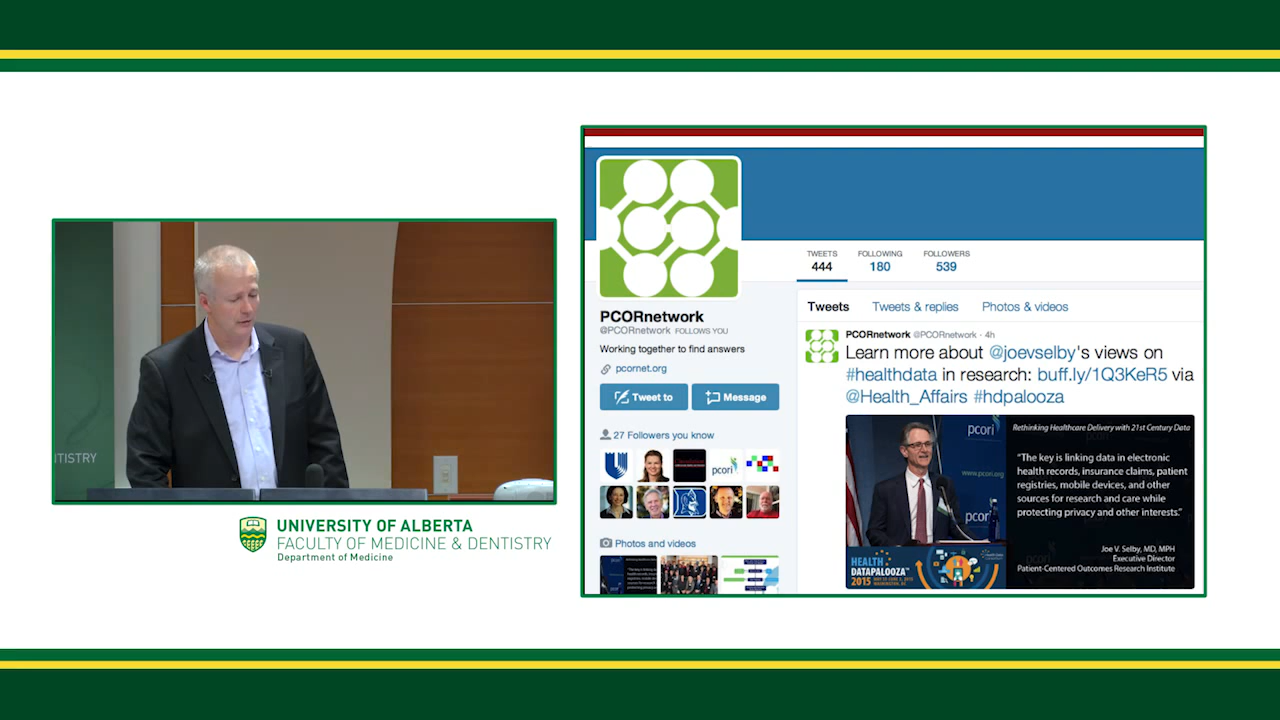 TISTRY
UNIVERSITY OF ALBERTA
FACULTY OF MEDICINE & DENTISTRY
Department of Medicine
TWEETS
444
FOLLOWING
180
FOLLOWERS
539
PCORnetwork
@PCORnetwork FOLLOWS YOU
Working together to find answers
pcornet.org
Tweet to
Message
27 Followers you know
pcori
Photos and videos
Tweets
Tweets & replies
Photos & videos
PCORnetwork @PCORnetwork · 4h
Learn more about @joevselby's views on
#healthdata in research: buff.ly/1Q3KeR5 via
@Health_Affairs #hdpalooza
pcori
www.pcori.org
pcori
HEALTH
DATAPALOOZA
2015
Rethinking Healthcare Delivery with 21st Century Data
"The key is linking data in electronic
health records, insurance claims, patient
registries, mobile devices, and other
sources for research and care while
protecting privacy and other interests."
Joe V. Selby, MD, MPH
Executive Director
Patient-Centered Outcomes Research Institute